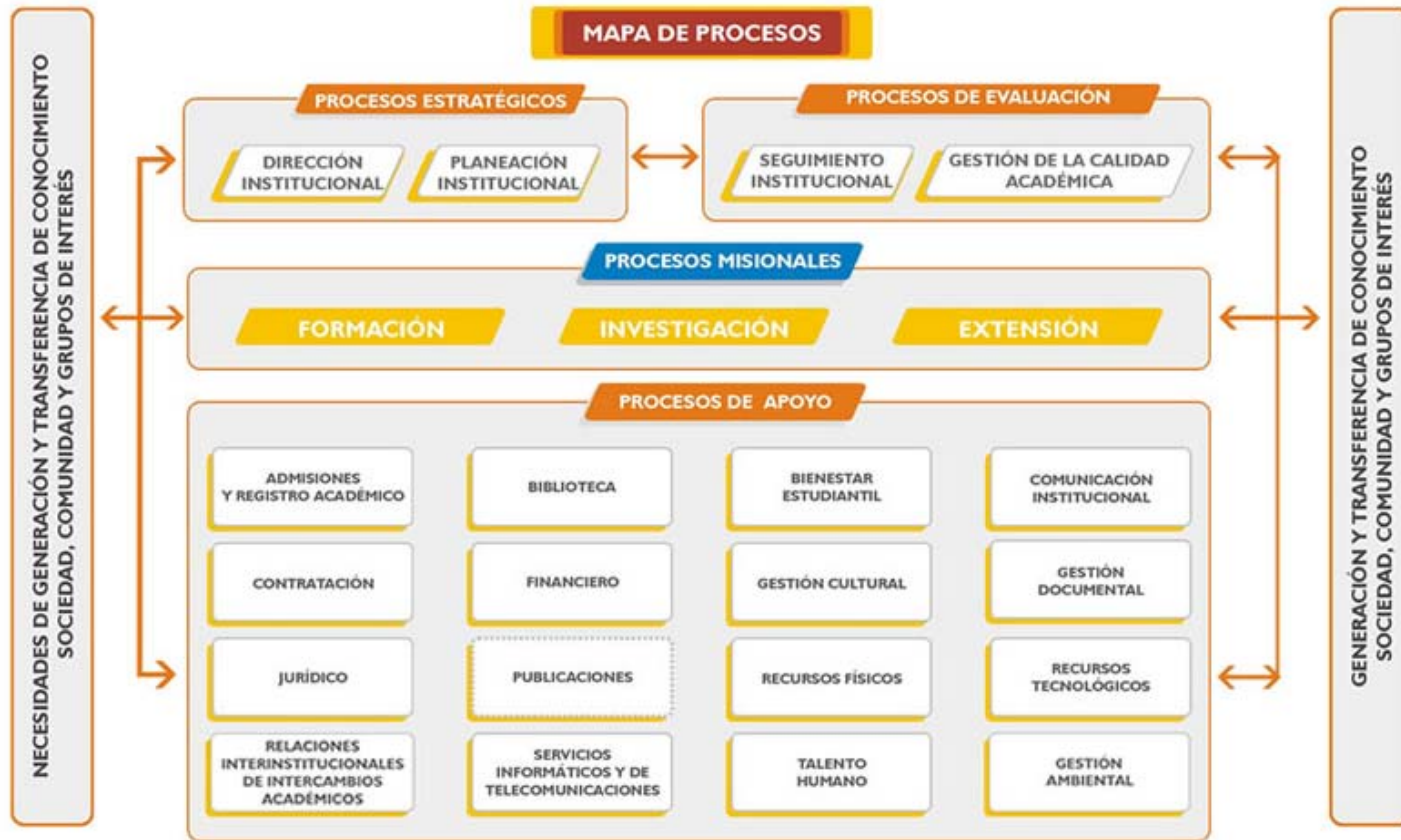 MAPA DE PROCESOS
NECESIDADES DE GENERACIÓN Y TRANSFERENCIA DE CONOCIMIENTO
SOCIEDAD, COMUNIDAD Y GRUPOS DE INTERÉS
PROCESOS ESTRATÉGICOS
DIRECCIÓN
INSTITUCIONAL
PLANEACIÓN
INSTITUCIONAL
PROCESOS DE EVALUACIÓN
SEGUIMIENTO
INSTITUCIONAL
GESTIÓN DE LA CALIDAD
ACADÉMICA
PROCESOS MISIONALES
FORMACIÓN
INVESTIGACIÓN
EXTENSIÓN
PROCESOS DE APOYO
ADMISIONES
Y REGISTRO ACADÉMICO
BIBLIOTECA
BIENESTAR
ESTUDIANTIL
COMUNICACIÓN
INSTITUCIONAL
CONTRATACIÓN
FINANCIERO
GESTIÓN CULTURAL
GESTIÓN
DOCUMENTAL
JURÍDICO
PUBLICACIONES
RECURSOS FÍSICOS
RECURSOS
TECNOLÓGICOS
RELACIONES
INTERINSTITUCIONALES
DE INTERCAMBIOS
ACADÉMICOS
SERVICIOS
INFORMÁTICOS Y DE
TELECOMUNICACIONES
TALENTO
HUMANO
GESTIÓN
AMBIENTAL
GENERACIÓN Y TRANSFERENCIA DE CONOCIMIENTO
SOCIEDAD, COMUNIDAD Y GRUPOS DE INTERÉS